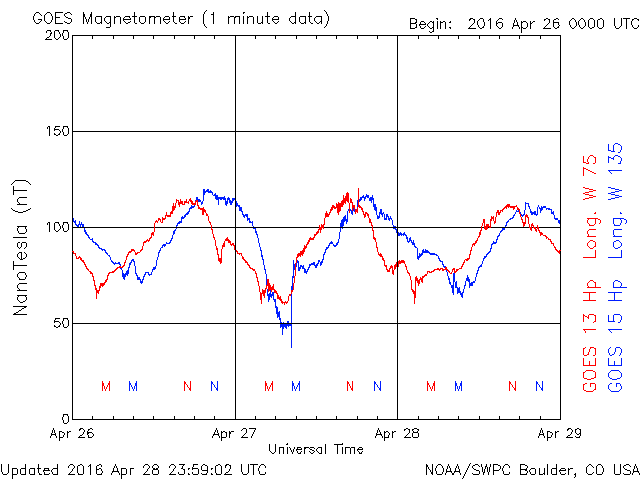 GOES Magnetometer (1 minute data)
Begin: 2016 Apr 26 0000 UTC
200
150
100
50
0
NanoTesla (nT)
M M N N M M N N M M N N
Apr 26 Apr 27 Apr 28 Apr 29
Universal Time
GOES 13 Hp Long. W 75
GOES 15 Hp Long. W 135
Updated 2016 Apr 28 23:59:02 UTC
NOAA/SWPC Boulder, CO USA